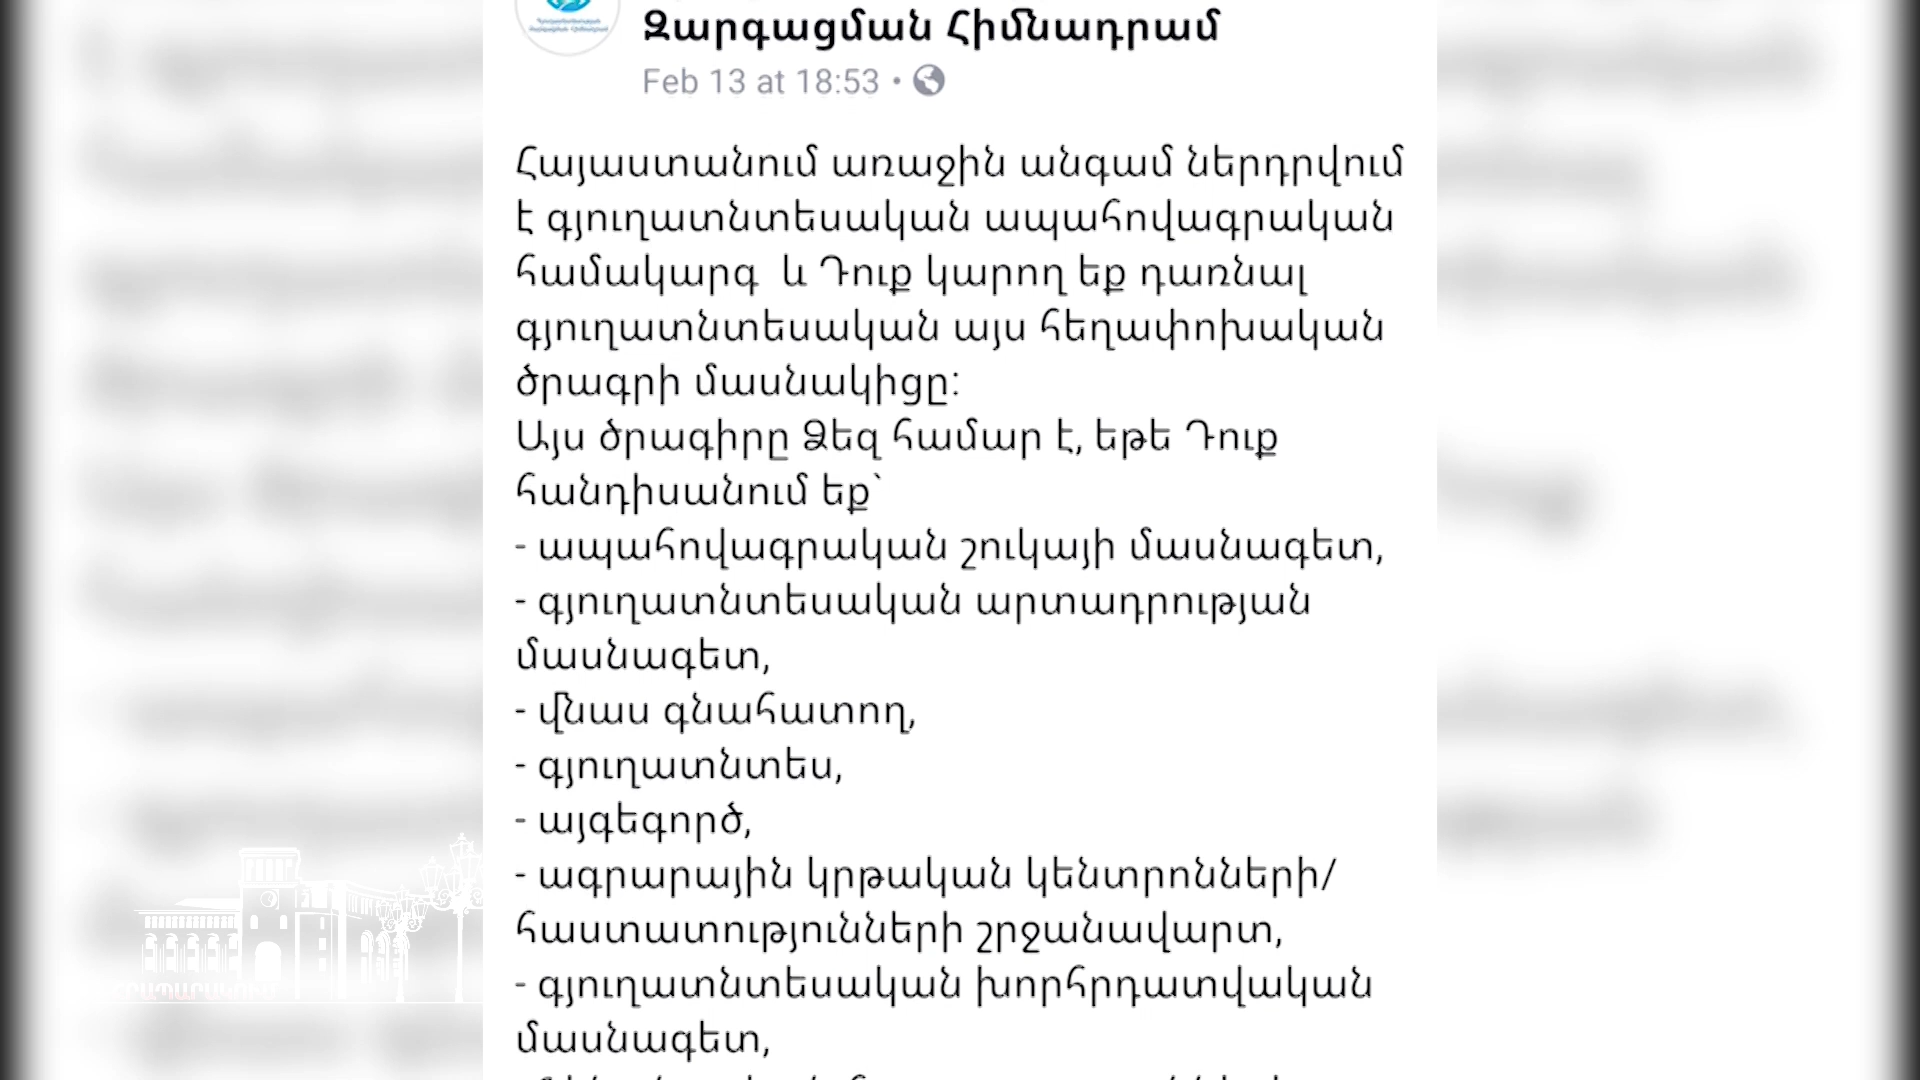 Զարգացման Հիմնադրամ
Feb 13 at 18:53 •
Հայաստանում առաջին անգամ ներդրվում
է գյուղատնտեսական ապահովագրական
համակարգ  և Դուք կարող եք դառնալ
գյուղատնտեսական այս հեղափոխական
ծրագրի մասնակիցը:
Այս ծրագիրը Ձեզ համար է, եթե Դուք
հանդիսանում եք`
- ապահովագրական շուկայի մասնագետ,
- գյուղատնտեսական արտադրության
մասնագետ,
- վնաս գնահատող,
- գյուղատնտես,
- այգեգործ,
- ագրարային կրթական կենտրոնների/
հաստատությունների շրջանավարտ,
- գյուղատնտեսական խորհրդատվական
մասնագետ,